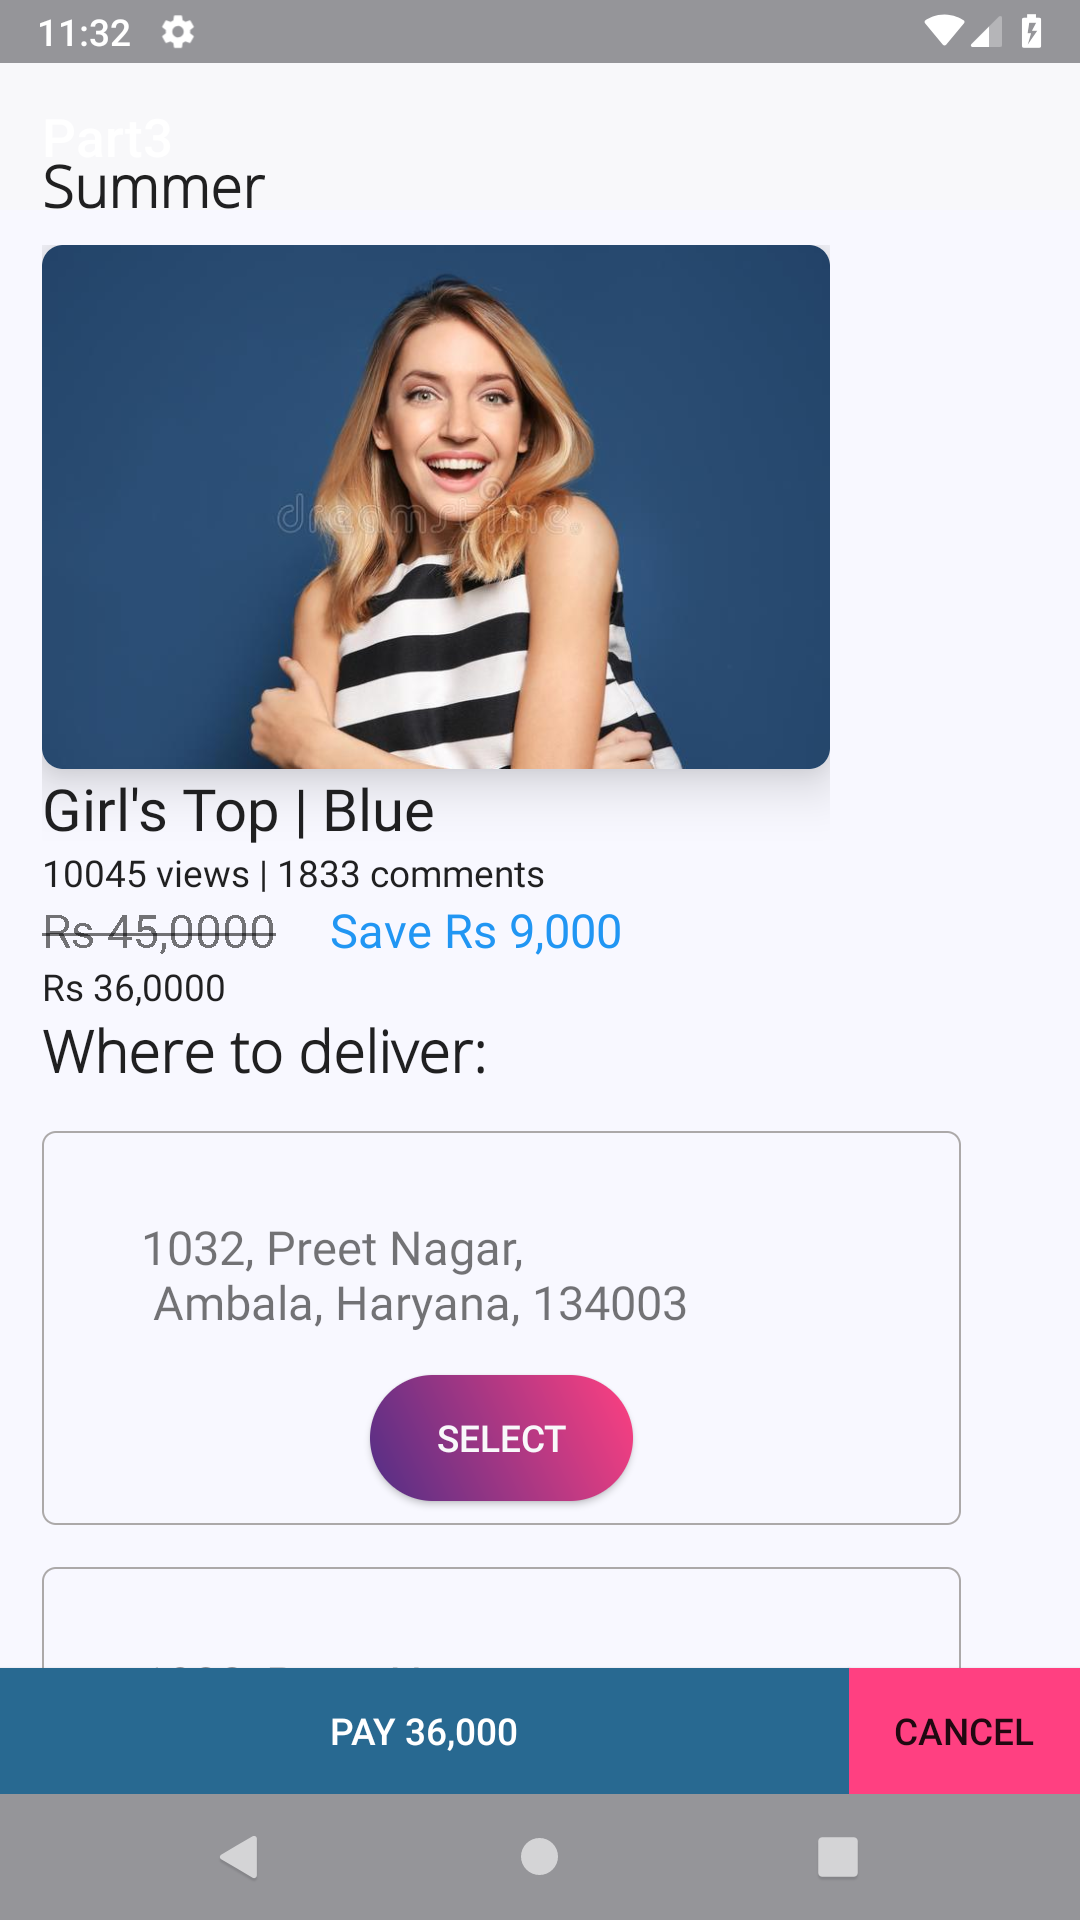 11:32
Part3
Summer
dreamstime.
Girl's Top | Blue
10045 views | 1833 comments
Rs 45,0000 Save Rs 9,000
Rs 36,0000
Where to deliver:
1032, Preet Nagar,
Ambala, Haryana, 134003
SELECT
PAY 36,000 CANCEL